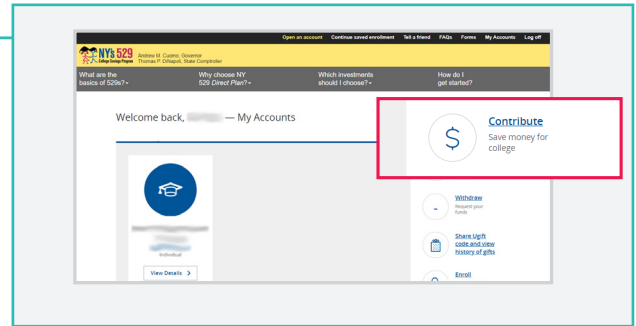 Open an account Continue saved enrollment Tell a friend FAQs Forms My Accounts Log off
NY's 529
College Savings Program
Andrew M. Cuomo, Governor
Thomas P. DiNapoli, State Comptroller
What are the
basics of 529s?
Why choose NY
529 Direct Plan?
Which investments
should I choose?
How do I
get started?
Welcome back, — My Accounts
Contribute
Save money for
college
$
Withdraw
Request your
funds
Share Ugift
code and view
history of gifts
Enroll
Individual
View Details >